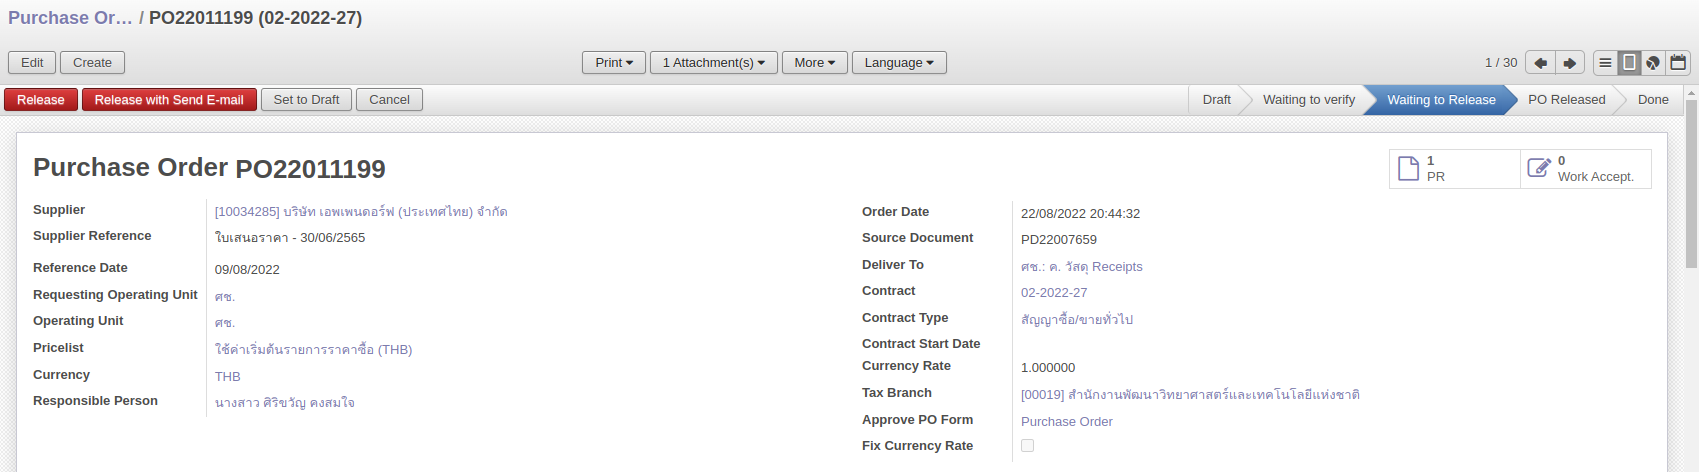 Purchase Or... / PO22011199 (02-2022-27)
Edit Create Print 1 Attachment(s) More Language 1 / 30
Release Release with Send E-mail Set to Draft Cancel Draft Waiting to verify Waiting to Release PO Released Done
Purchase Order PO22011199
1 PR
0 Work Accept.
Supplier [10034285] บริษัท เอพเพนดอร์ฟ (ประเทศไทย) จำกัด
Supplier Reference ใบเสนอราคา - 30/06/2565
Reference Date 09/08/2022
Requesting Operating Unit ศช.
Operating Unit ศช.
Pricelist ใช้ค่าเริ่มต้นรายการราคาซื้อ (THB)
Currency THB
Responsible Person นางสาว ศิริขวัญ คงสมใจ
Order Date 22/08/2022 20:44:32
Source Document PD22007659
Deliver To ศช.: ค. วัสดุ Receipts
Contract 02-2022-27
Contract Type สัญญาซื้อ/ขายทั่วไป
Contract Start Date
Currency Rate 1.000000
Tax Branch [00019] สำนักงานพัฒนาวิทยาศาสตร์และเทคโนโลยีแห่งชาติ
Approve PO Form Purchase Order
Fix Currency Rate